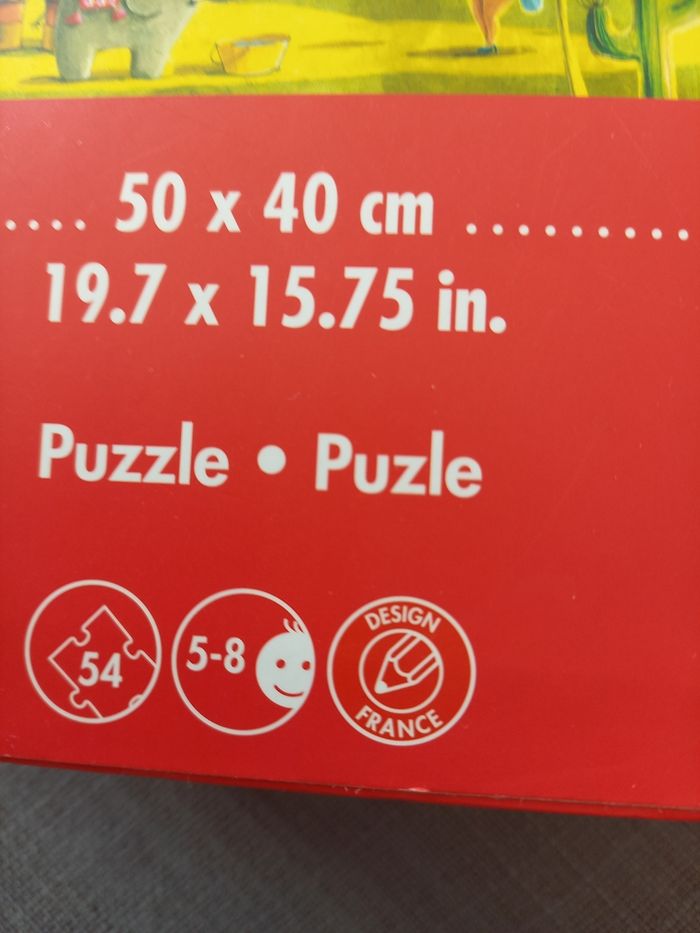 .... 50 x 40 cm .........
19.7 x 15.75 in.
Puzzle • Puzle
54
5-8
DESIGN
FRANCE